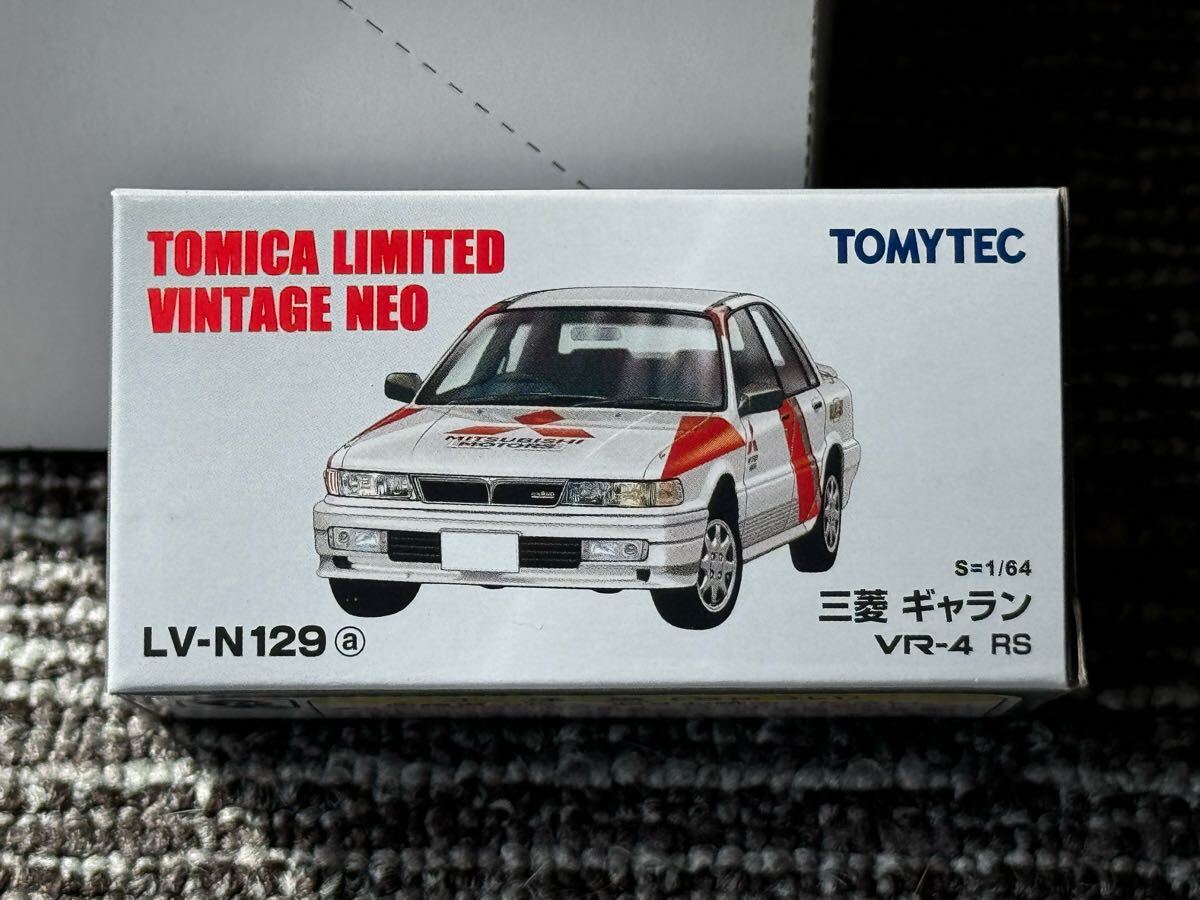 TOMICA LIMITED
VINTAGE NEO
TOMYTEC
MITSUBISHI
MOTORS
S=1/64
三菱 ギャラン
VR-4 RS
LV-N129 ⓐ